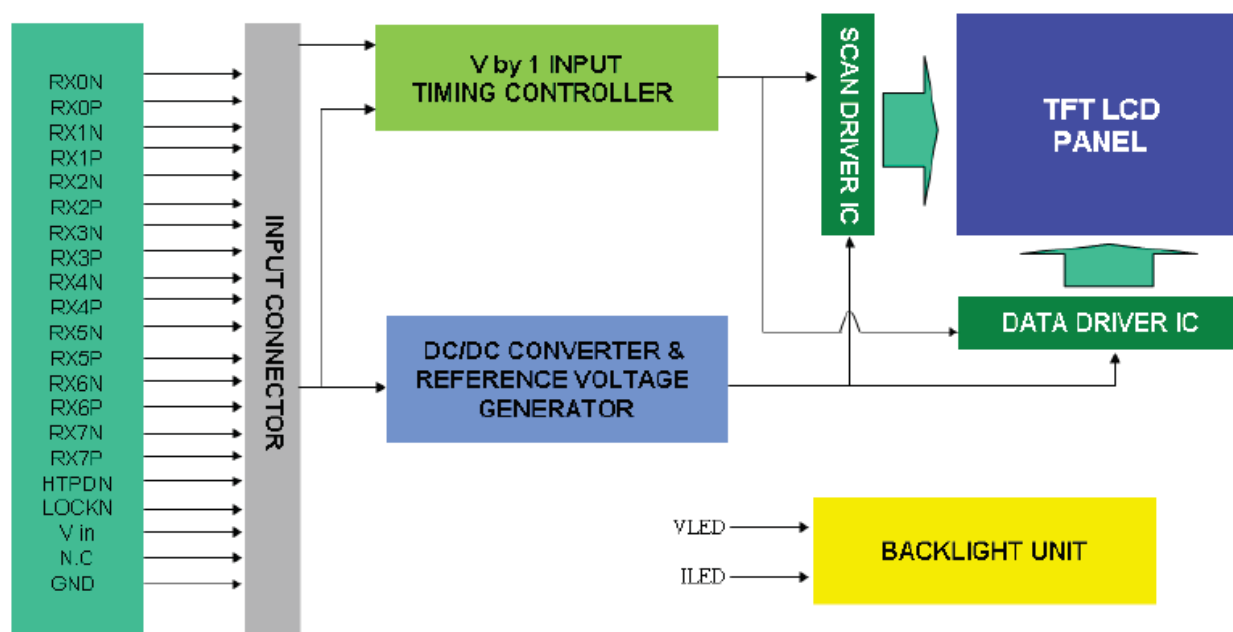 RX0N
RX0P
RX1N
RX1P
RX2N
RX2P
RX3N
RX3P
RX4N
RX4P
RX5N
RX5P
RX6N
RX6P
RX7N
RX7P
HTPDN
LOCKN
V in
N.C
GND
INPUT CONNECTOR
V by 1 INPUT
TIMING CONTROLLER
DC/DC CONVERTER &
REFERENCE VOLTAGE
GENERATOR
SCAN DRIVER IC
TFT LCD
PANEL
DATA DRIVER IC
VLED
ILED
BACKLIGHT UNIT